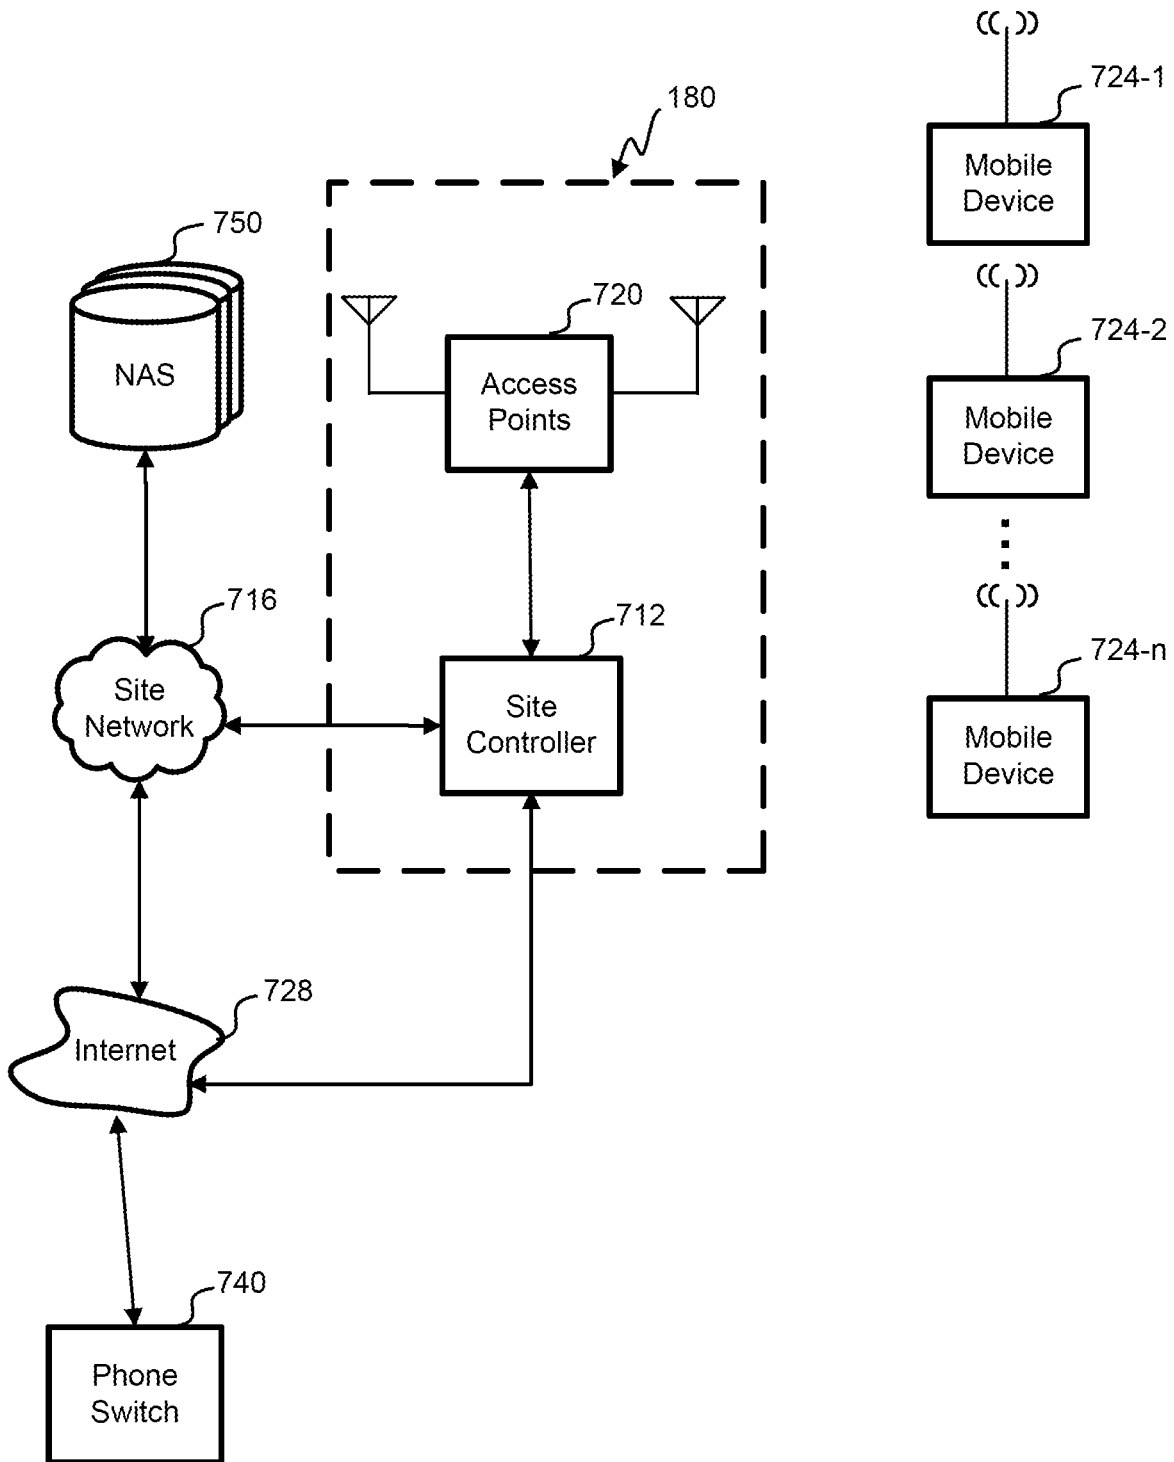 724-1
Mobile
Device
180
750
NAS
720
Access
Points
724-2
Mobile
Device
716
Site
Network
712
Site
Controller
724-n
Mobile
Device
728
Internet
740
Phone
Switch